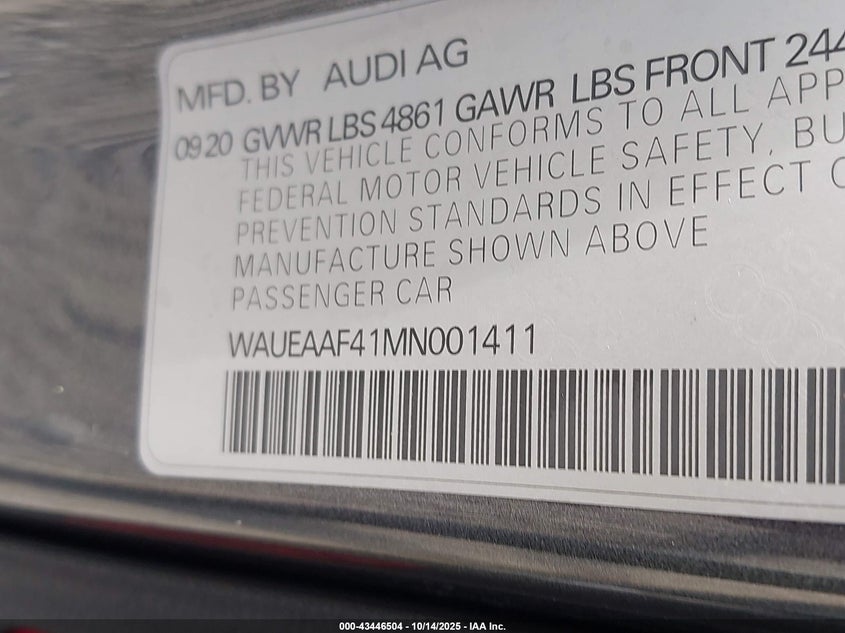 MFD. BY AUDI AG
0920 GVWR LBS 4861 GAWR LBS FRONT 244
THIS VEHICLE CONFORMS TO ALL APP
FEDERAL MOTOR VEHICLE SAFETY, BU
PREVENTION STANDARDS IN EFFECT
MANUFACTURE SHOWN ABOVE
PASSENGER CAR
WAUEAAF41MN001411
000-43446504 - 10/14/2025 - IAA Inc.